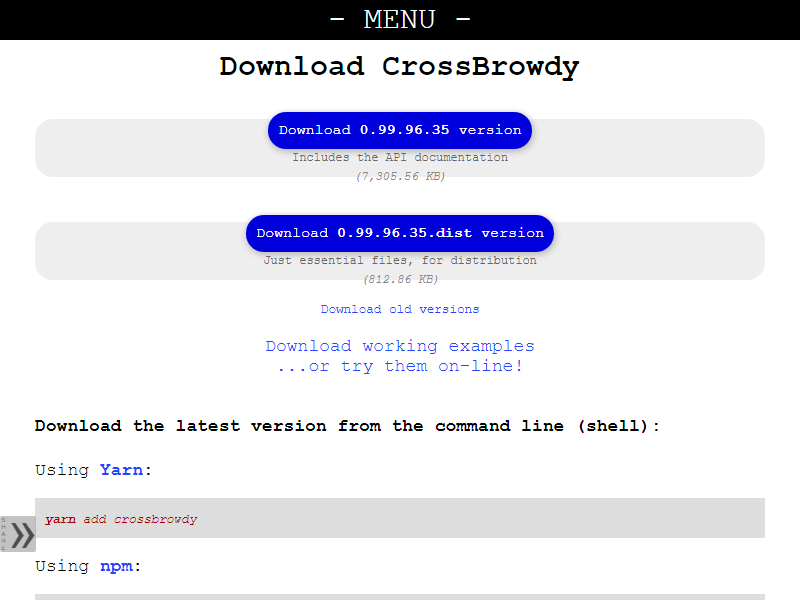 - MENU -
Download CrossBrowdy
Download 0.99.96.35 version
Includes the API documentation
(7,305.56 KB)
Download 0.99.96.35.dist version
Just essential files, for distribution
(812.86 KB)
Download old versions
Download working examples
...or try them on-line!
Download the latest version from the command line (shell):
Using Yarn:
yarn add crossbrowdy
SHARE
Using npm: